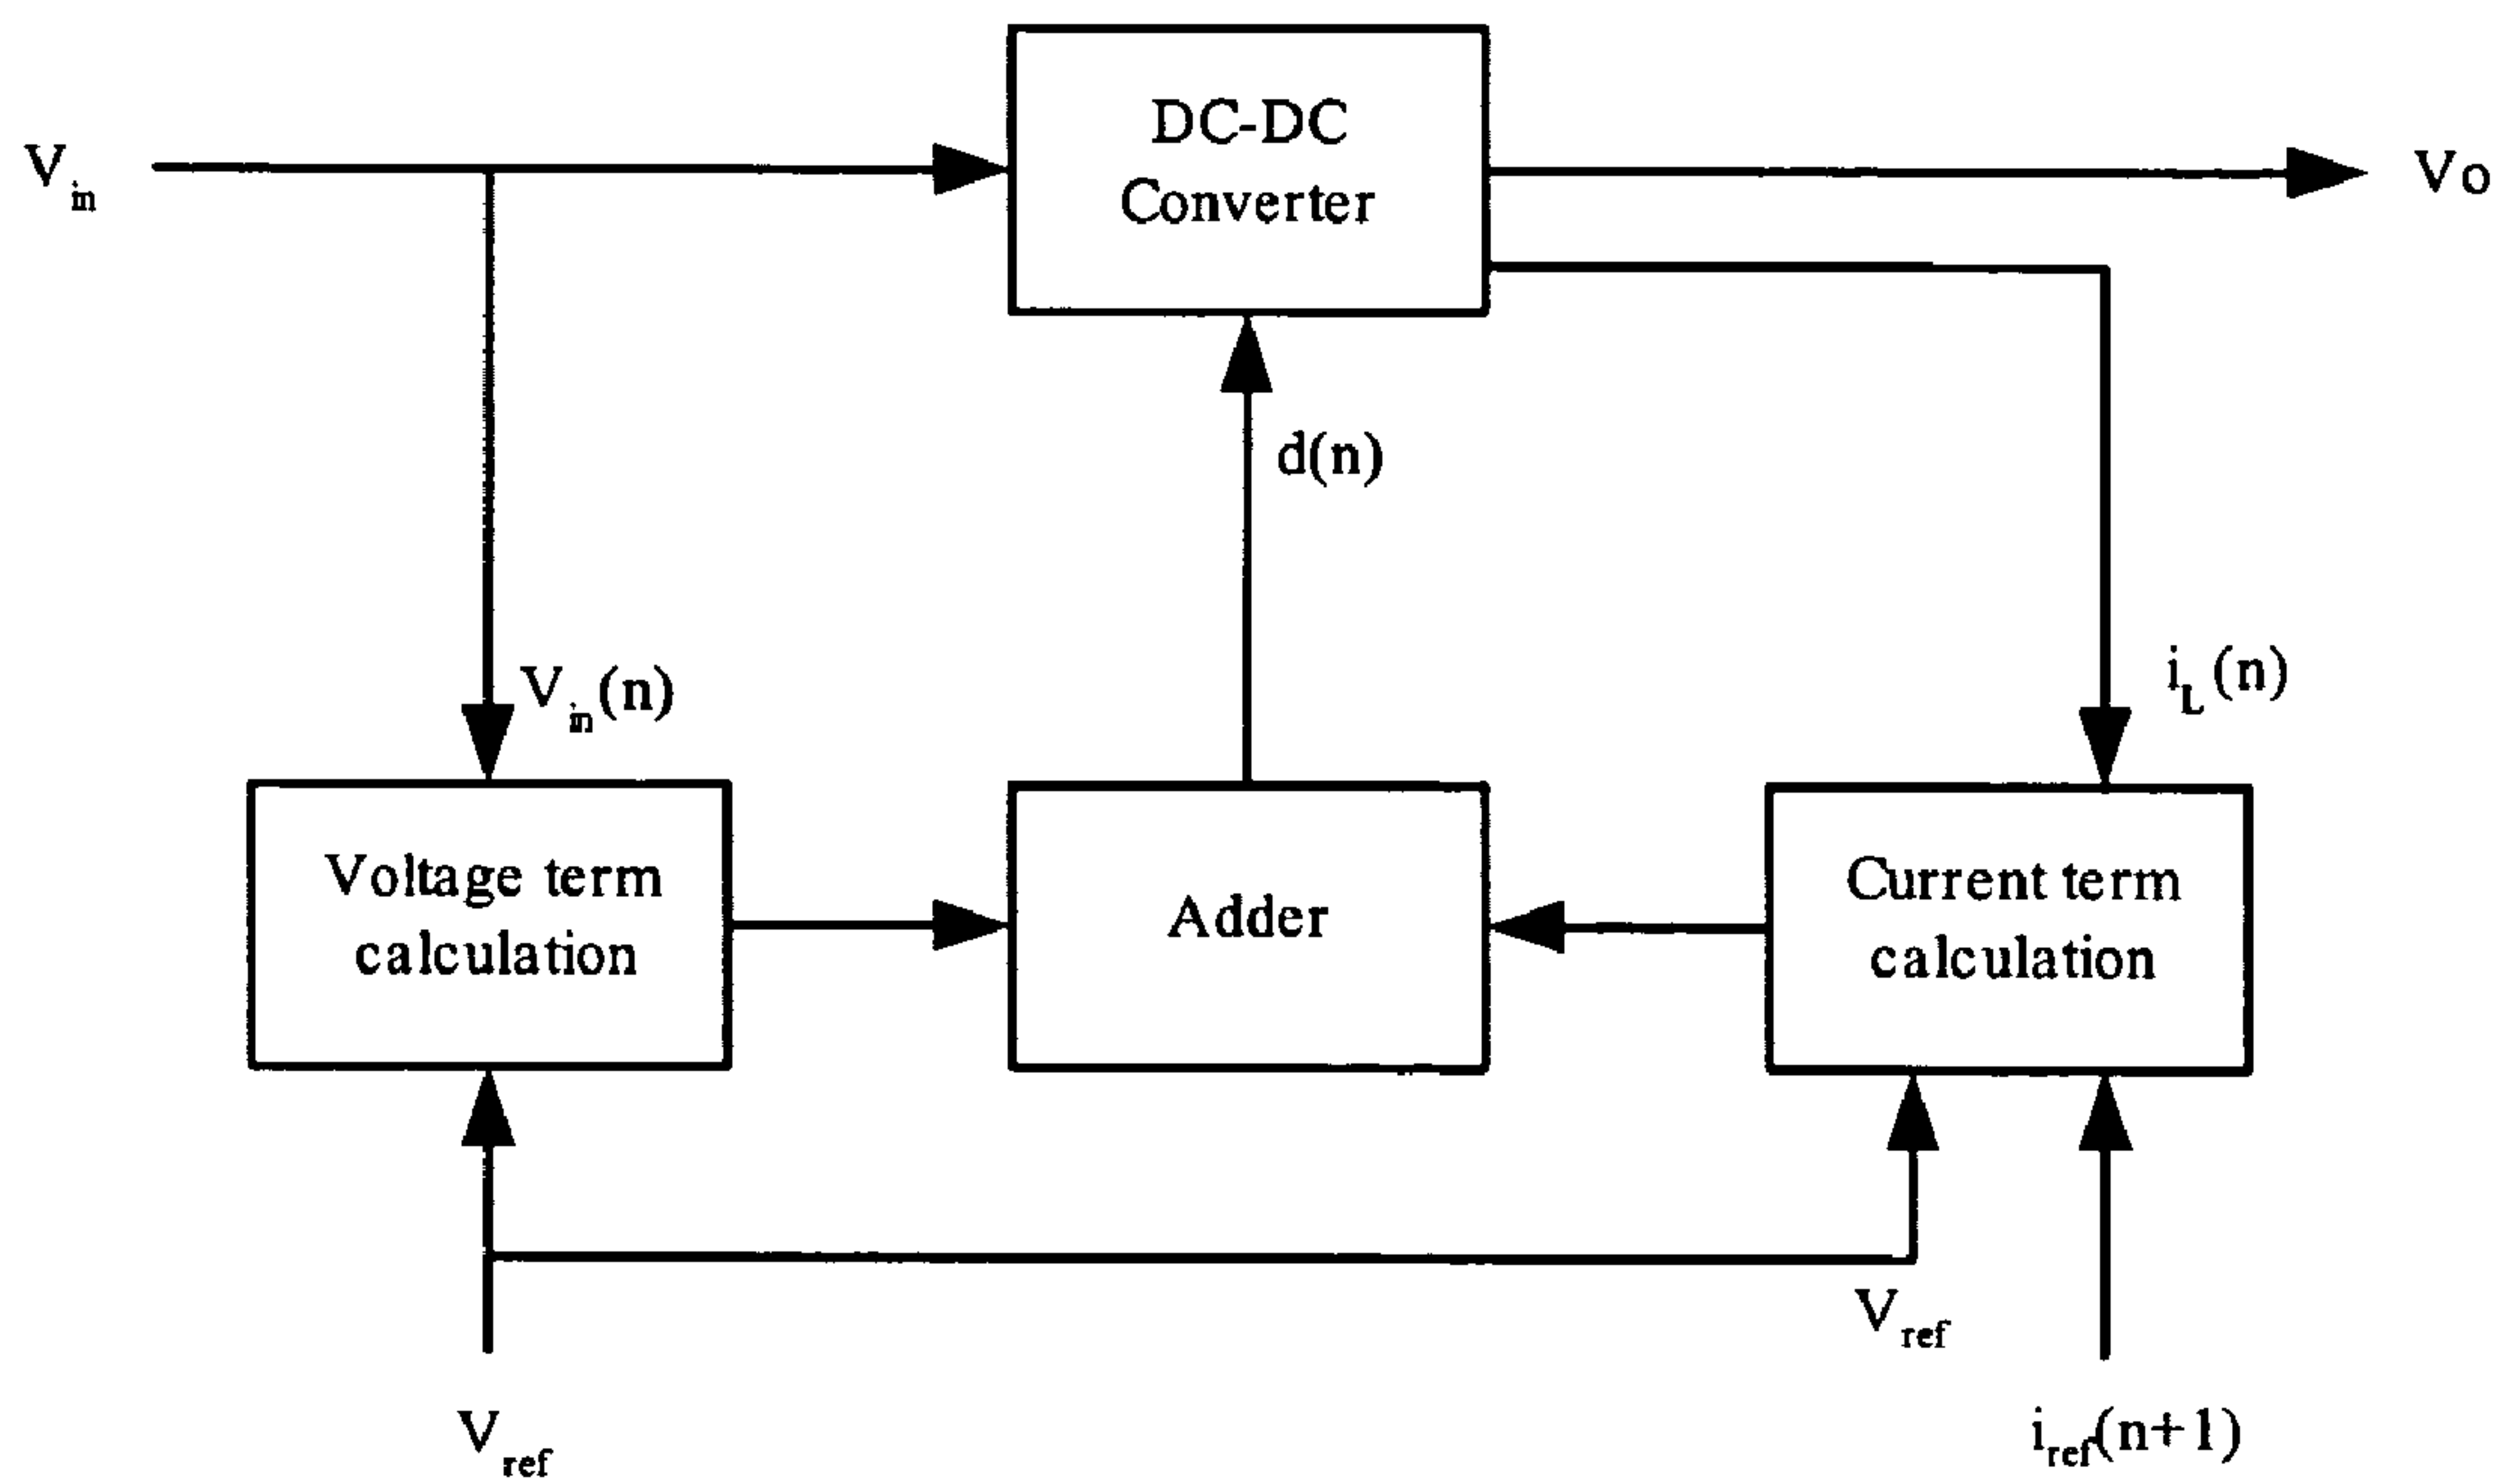 DC-DC
Converter
V_in
Vo
d(n)
V_in(n)
i_L(n)
Voltage term
calculation
Adder
Current term
calculation
V_ref
V_ref
i_ref(n+1)